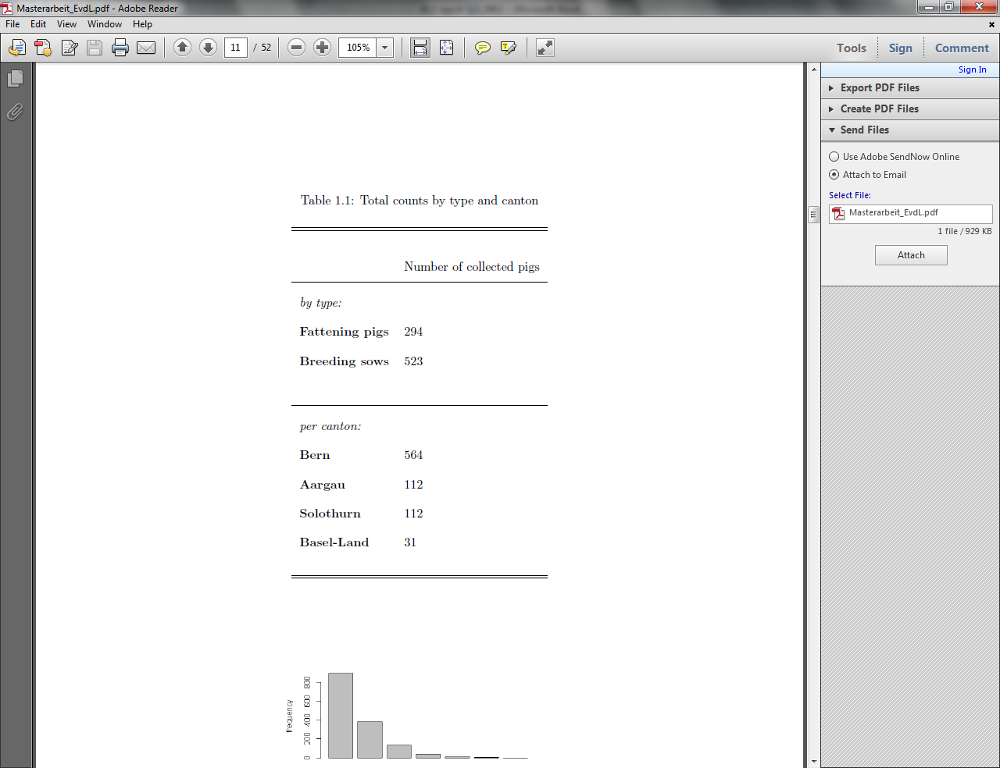 Masterarbeit_EvdL.pdf - Adobe Reader
File Edit View Window Help
11 / 52 105% Tools Sign Comment
Sign In
Export PDF Files
Create PDF Files
Send Files
Use Adobe SendNow Online
Attach to Email
Select File:
Masterarbeit_EvdL.pdf
1 file / 929 KB
Attach
Table 1.1: Total counts by type and canton
Number of collected pigs
by type:
Fattening pigs 294
Breeding sows 523
per canton:
Bern 564
Aargau 112
Solothurn 112
Basel-Land 31
frequency
800
600
400
200
0